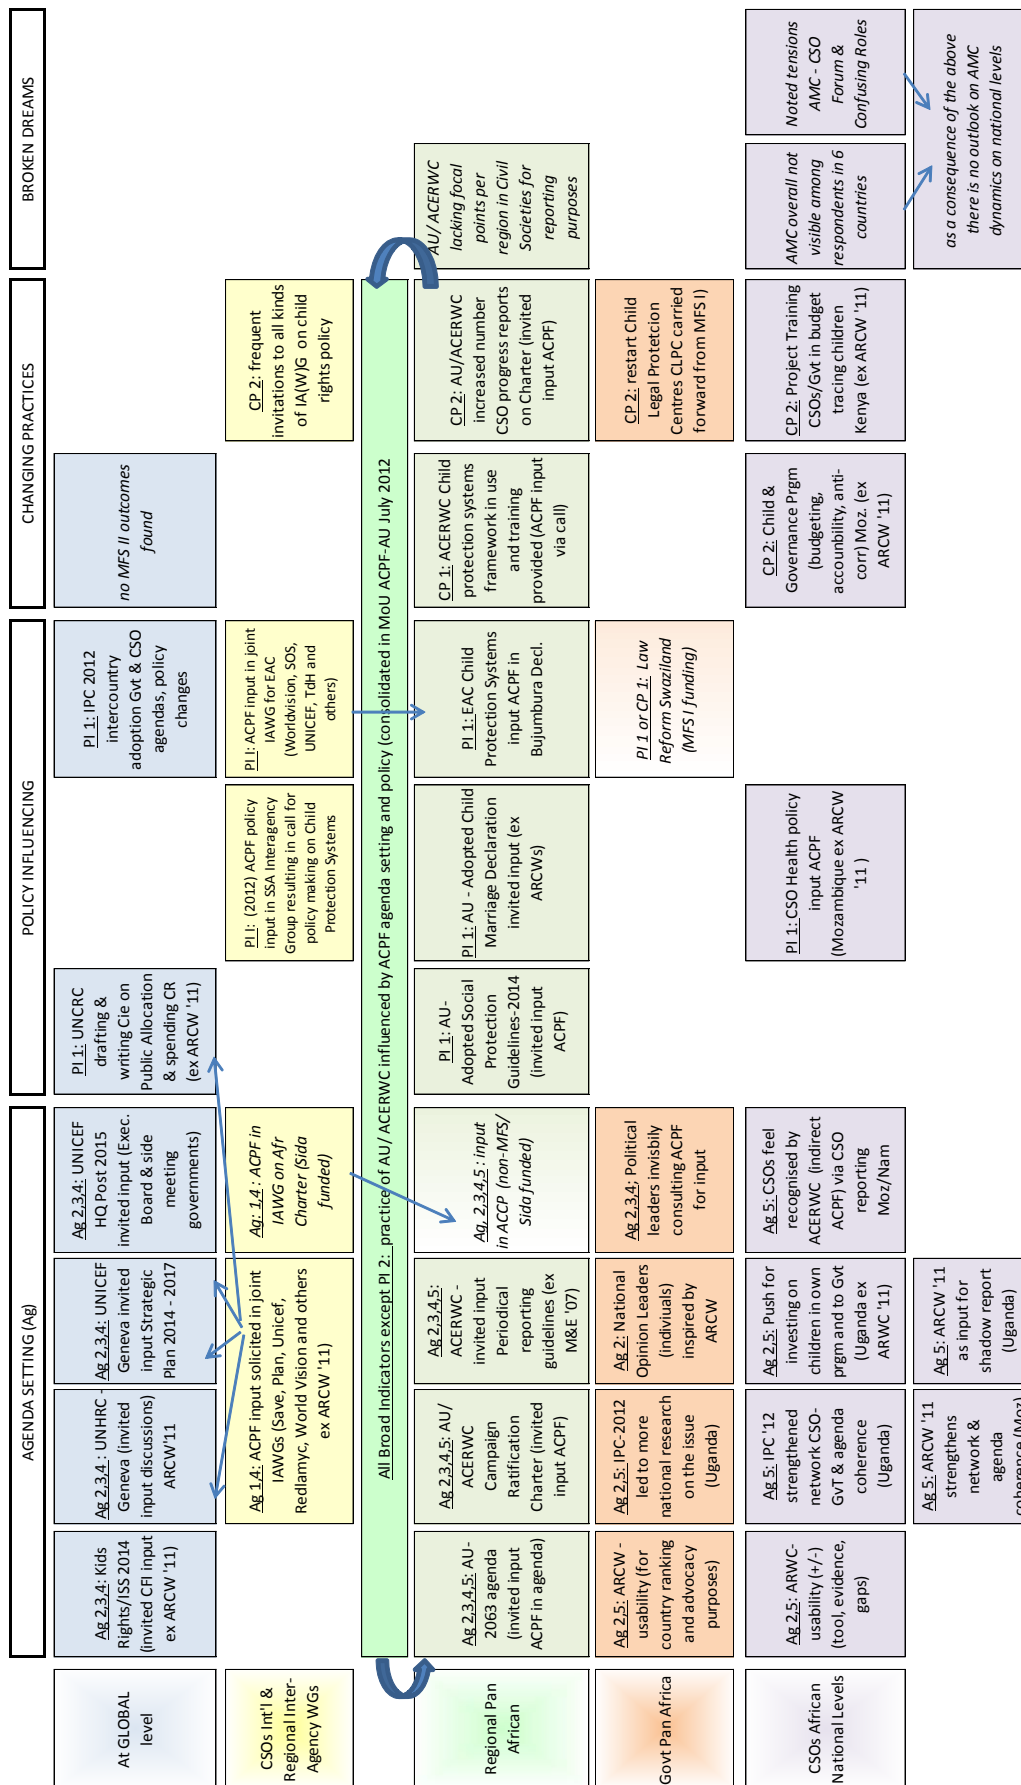 AGENDA SETTING (Ag)
POLICY INFLUENCING
CHANGING PRACTICES
BROKEN DREAMS
At GLOBAL
level
Ag 2,3,4: Kids
Rights/ISS 2014
(invited CFI input
ex ARCW '11)
Ag 2,3,4 : UNHRC -
Geneva (invited
input discussions)
ARCW'11
Ag 2,3,4: UNICEF
Geneva invited
input Strategic
Plan 2014 - 2017
Ag 2,3,4: UNICEF
HQ Post 2015
invited input (Exec.
Board & side
meeting
governments)
PI 1: UNCRC
drafting &
writing Cie on
Public Allocation
& spending CR
(ex ARCW '11)
PI 1: IPC 2012
intercountry
adoption Gvt & CSO
agendas, policy
changes
no MFS II outcomes
found
CSOs Int'l &
Regional Inter-
Agency WGs
Ag 1,4: ACPF input solicited in joint
IAWGs (Save, Plan, Unicef,
Redlamyc, World Vision and others
ex ARCW '11)
Ag: 1,4 : ACPF in
IAWG on Afr
Charter (Sida
funded)
PI I: (2012) ACPF policy
input in SSA Interagency
Group resulting in call for
policy making on Child
Protection Systems
PI I: ACPF input in joint
IAWG for EAC
(Worldvision, SOS,
UNICEF, TdH and
others)
CP 2: frequent
invitations to all kinds
of IA(W)G on child
rights policy
All Broad Indicators except PI 2: practice of AU/ ACERWC influenced by ACPF agenda setting and policy (consolidated in MoU ACPF-AU July 2012
Regional Pan
African
Ag 2,3,4,5: AU-
2063 agenda
(invited input
ACPF in agenda)
Ag 2,3,4,5: AU/
ACERWC
Campaign
Ratification
Charter (invited
input ACPF)
Ag 2,3,4,5:
ACERWC -
invited input
Periodical
reporting
guidelines (ex
M&E '07)
Ag, 2,3,4,5 : input
in ACCP (non-MFS/
Sida funded)
PI 1: AU-
Adopted Social
Protection
Guidelines-2014
(invited input
ACPF)
PI 1: AU - Adopted Child
Marriage Declaration
invited input (ex
ARCWs)
PI 1: EAC Child
Protection Systems
input ACPF in
Bujumbura Decl.
CP 1: ACERWC Child
protection systems
framework in use
and training
provided (ACPF input
via call)
CP 2: AU/ACERWC
increased number
CSO progress reports
on Charter (invited
input ACPF)
AU/ ACERWC
lacking focal
points per
region in Civil
Societies for
reporting
purposes
Govt Pan Africa
Ag 2,5: ARCW -
usability (for
country ranking
and advocacy
purposes)
Ag 2,5: IPC-2012
led to more
national research
on the issue
(Uganda)
Ag 2: National
Opinion Leaders
(indiviuals)
inspired by
ARCW
Ag 2,3,4; Political
leaders invisibly
consulting ACPF
for input
PI 1 or CP 1: Law
Reform Swaziland
(MFS I funding)
CP 2: restart Child
Legal Protetcion
Centres CLPC carried
forward from MFS I)
CSOs African
National Levels
Ag 2,5: ARWC-
usability (+/-)
(tool, evidence,
gaps)
Ag 5: IPC '12
strengthened
network CSO-
GvT & agenda
coherence
(Uganda)
Ag 2,5: Push for
investing on
children in own
prgm and to Gvt
(Uganda ex
ARWC '11)
Ag 5: CSOs feel
recognised by
ACERWC (indirect
ACPF) via CSO
reporting
Moz/Nam
PI 1: CSO Health policy
input ACPF
(Mozambique ex ARCW
'11 )
CP 2: Child &
Governance Prgm
(budgeting,
accounbility, anti-
corr) Moz. (ex
ARCW '11)
CP 2: Project Training
CSOs/Gvt in budget
tracing children
Kenya (ex ARCW '11)
AMC overall not
visible among
respondents in 6
countries
Noted tensions
AMC - CSO
Forum &
Confusing Roles
Ag 5: ARCW '11
strengthens
network &
agenda
coherence (Moz)
Ag 5: ARCW '11
as input for
shadow report
(Uganda)
as a consequence of the above
there is no outlook on AMC
dynamics on national levels